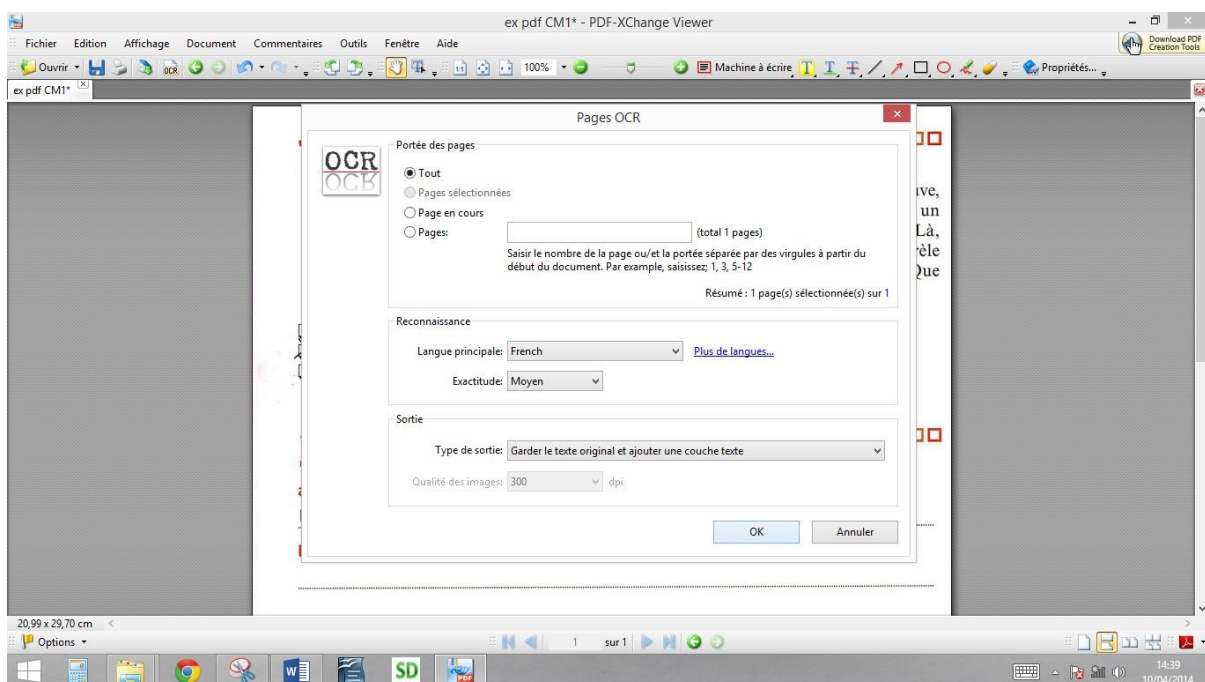 ex pdf CM1* - PDF-XChange Viewer
Fichier Edition Affichage Document Commentaires Outils Fenêtre Aide
Download PDF
Creation Tools
Ouvrir OCR 100% Machine à écrire Propriétés...
ex pdf CM1*
Pages OCR
OCR
Portée des pages
Tout
Pages sélectionnées
Page en cours
Pages: (total 1 pages)
Saisir le nombre de la page ou/et la portée séparée par des virgules à partir du
début du document. Par example, saisissez; 1, 3, 5-12
Résumé : 1 page(s) sélectionnée(s) sur 1
Reconnaissance
Langue principale: French Plus de langues...
Exactitude: Moyen
Sortie
Type de sortie: Garder le texte original et ajouter une couche texte
Qualité des images: 300 dpi
OK Annuler
un
Là,
Que
20,99 x 29,70 cm
Options 1 sur 1
SD
14:39
10/04/2014